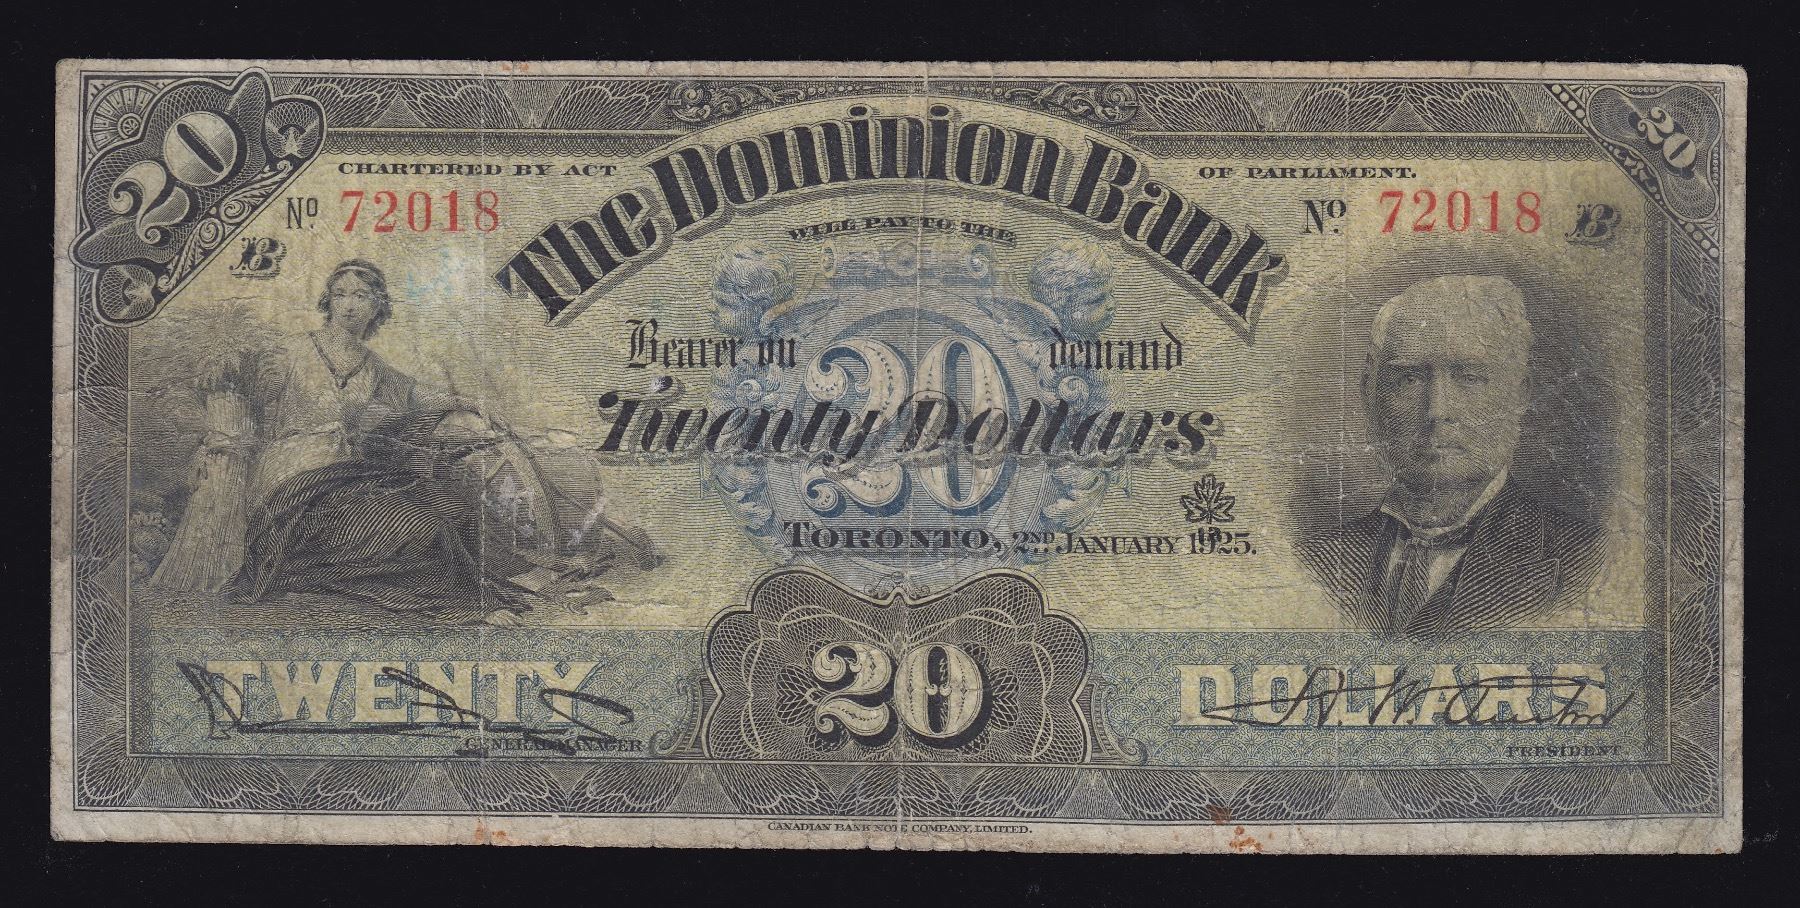 20
20
CHARTERED BY ACT
OF PARLIAMENT.
The Dominion Bank
No 72018
No. 72018
B
B
WILL PAY TO THE
Bearer on demand
20
Twenty Dollars
TORONTO, 2ND JANUARY 1925.
TWENTY
20
DOLLARS
GENERAL MANAGER
PRESIDENT.
CANADIAN BANK NOTE COMPANY, LIMITED.